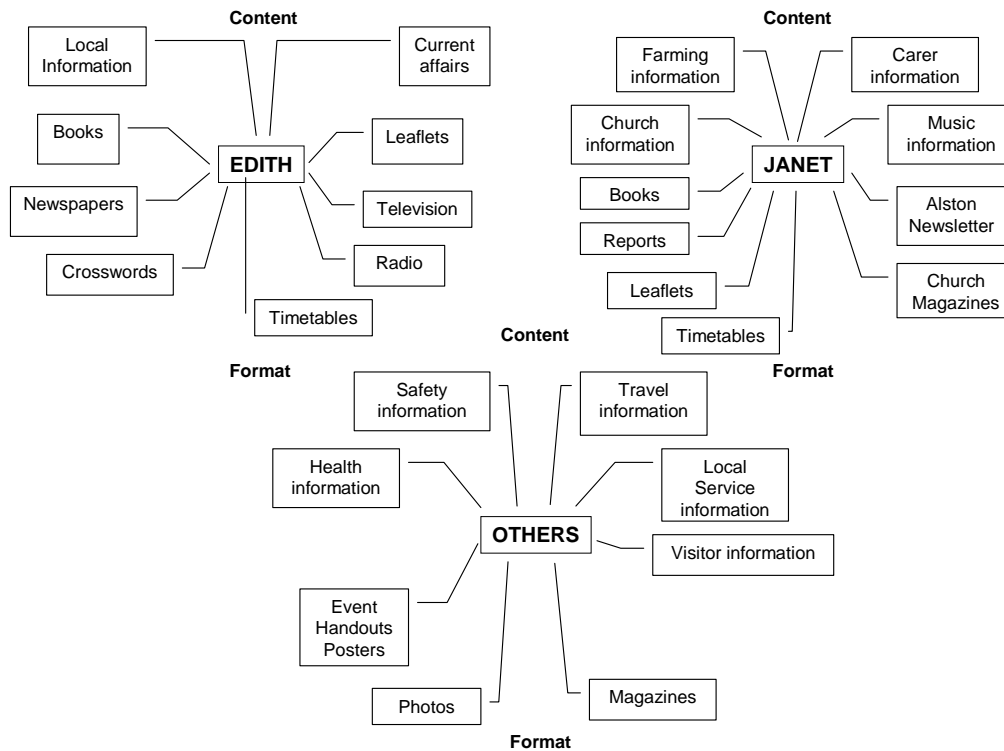 Content
Local
Information
Current
affairs
Books
Leaflets
EDITH
Newspapers
Television
Crosswords
Radio
Timetables
Format
Content
Farming
information
Carer
information
Church
information
Music
information
JANET
Books
Alston
Newsletter
Reports
Leaflets
Church
Magazines
Timetables
Format
Content
Safety
information
Travel
information
Health
information
Local
Service
information
OTHERS
Visitor information
Event
Handouts
Posters
Photos
Magazines
Format